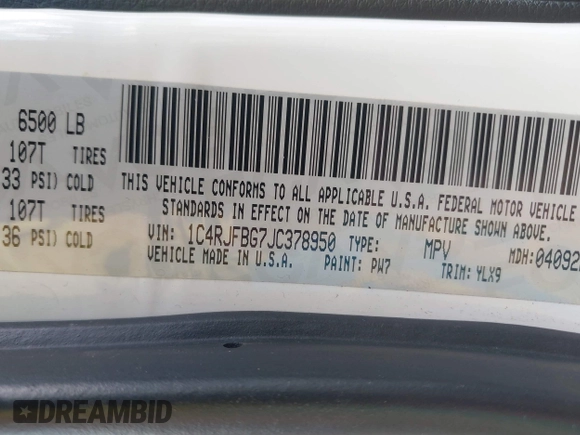 6500 LB
107T TIRES
33 PSI) COLD
107T TIRES
36 PSI) COLD
THIS VEHICLE CONFORMS TO ALL APPLICABLE U.S.A. FEDERAL MOTOR VEHICLE
STANDARDS IN EFFECT ON THE DATE OF MANUFACTURE SHOWN ABOVE.
VIN: 1C4RJFBG7JC378950 TYPE: MPV MDH: 04092
VEHICLE MADE IN U.S.A. PAINT: PW7 TRIM: YLX9
DREAMBID